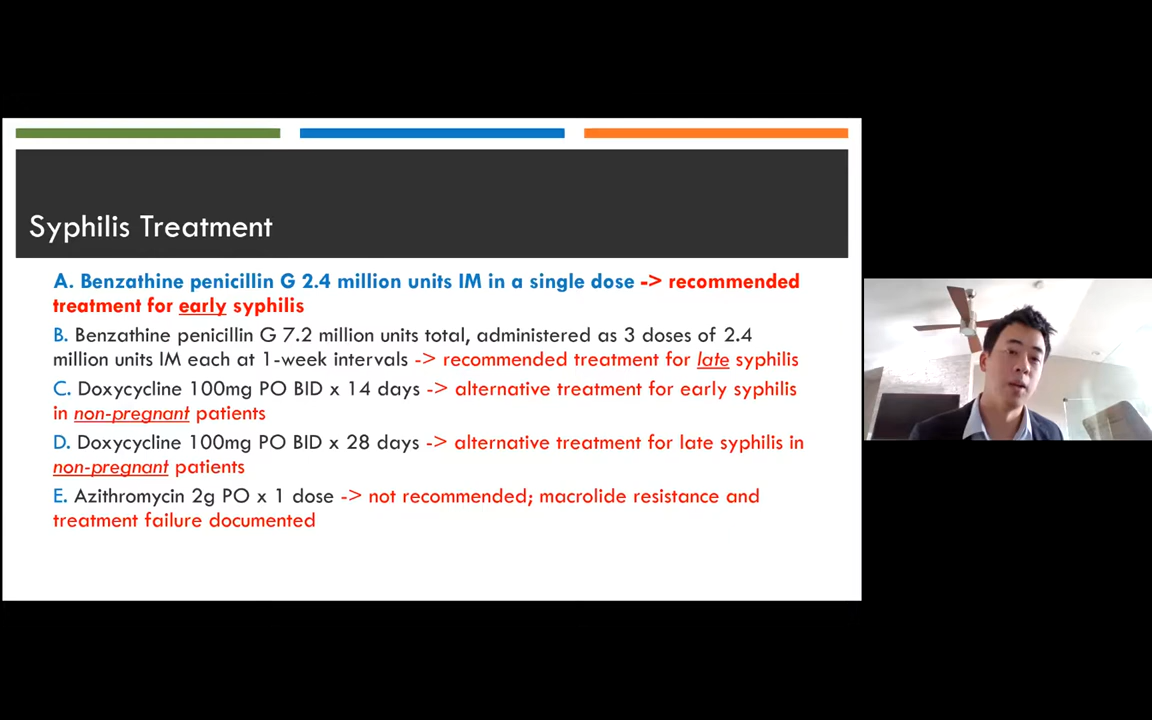 Syphilis Treatment
A. Benzathine penicillin G 2.4 million units IM in a single dose -> recommended
treatment for early syphilis
B. Benzathine penicillin G 7.2 million units total, administered as 3 doses of 2.4
million units IM each at 1-week intervals -> recommended treatment for late syphilis
C. Doxycycline 100mg PO BID x 14 days -> alternative treatment for early syphilis
in non-pregnant patients
D. Doxycycline 100mg PO BID x 28 days -> alternative treatment for late syphilis in
non-pregnant patients
E. Azithromycin 2g PO x 1 dose -> not recommended; macrolide resistance and
treatment failure documented